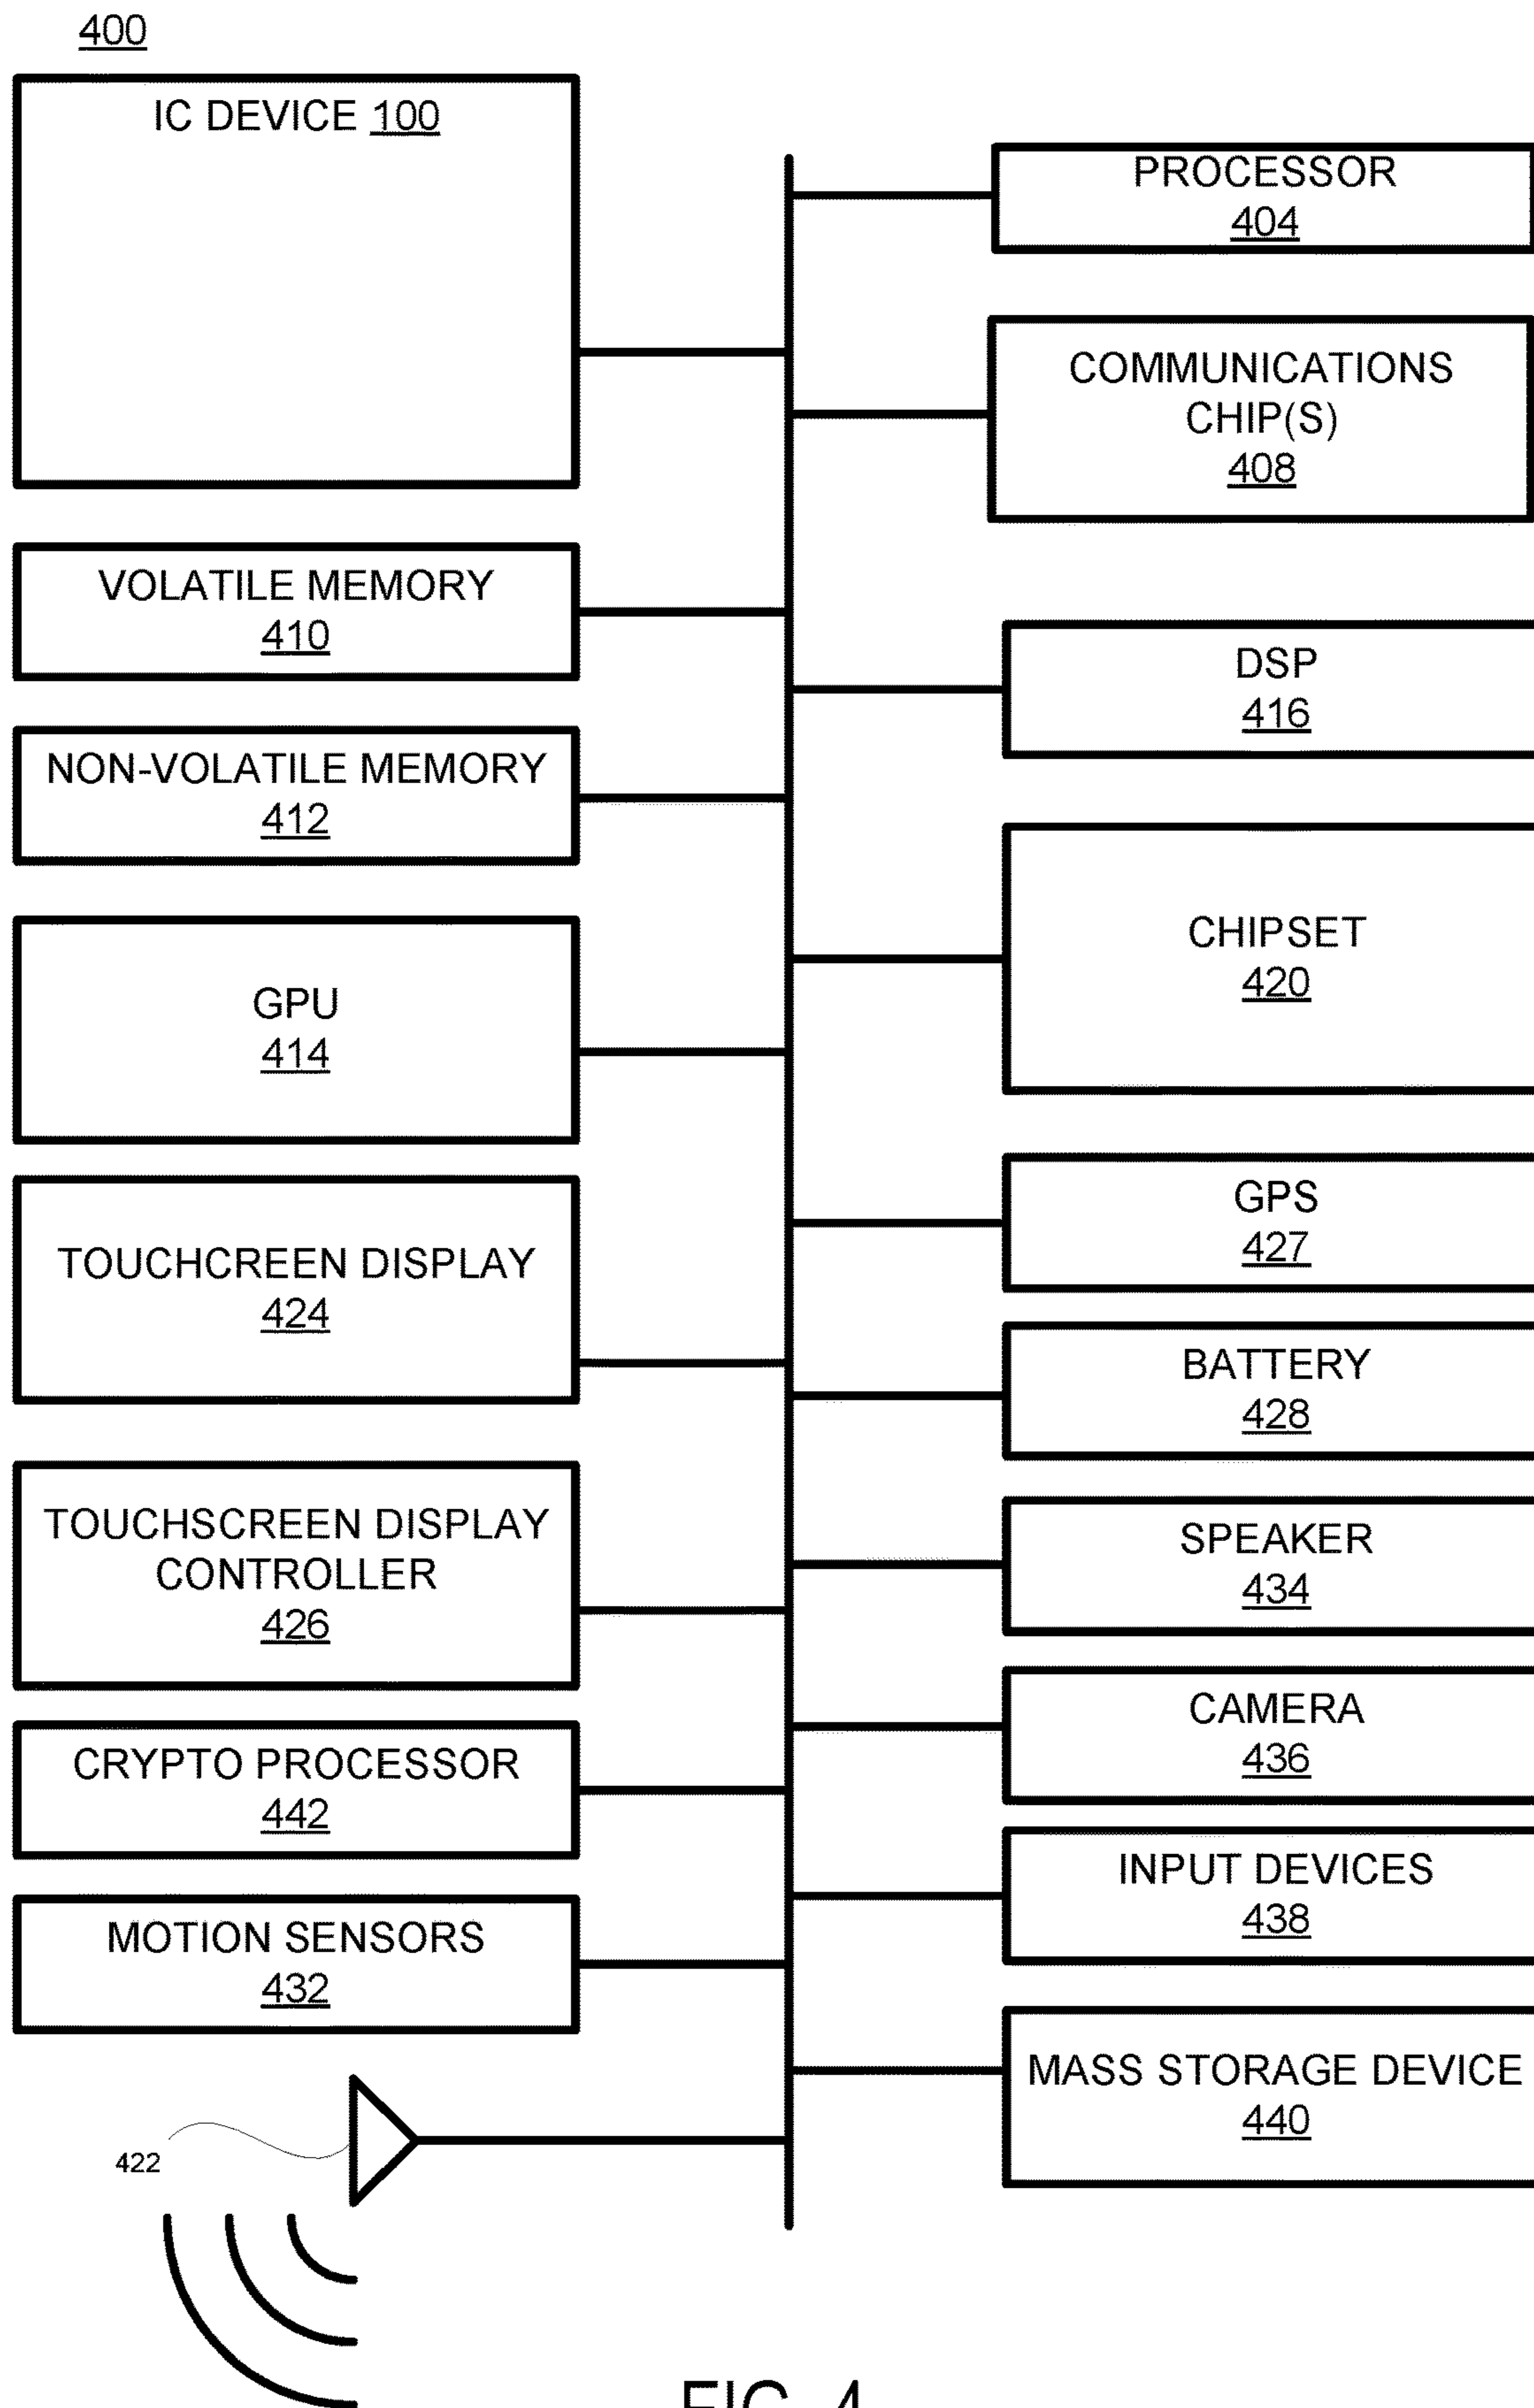 400
IC DEVICE 100
PROCESSOR
404
COMMUNICATIONS
CHIP(S)
408
VOLATILE MEMORY
410
DSP
416
NON-VOLATILE MEMORY
412
CHIPSET
420
GPU
414
GPS
427
TOUCHCREEN DISPLAY
424
BATTERY
428
TOUCHSCREEN DISPLAY
CONTROLLER
426
SPEAKER
434
CRYPTO PROCESSOR
442
CAMERA
436
INPUT DEVICES
438
MOTION SENSORS
432
MASS STORAGE DEVICE
440
422
FIG. 4